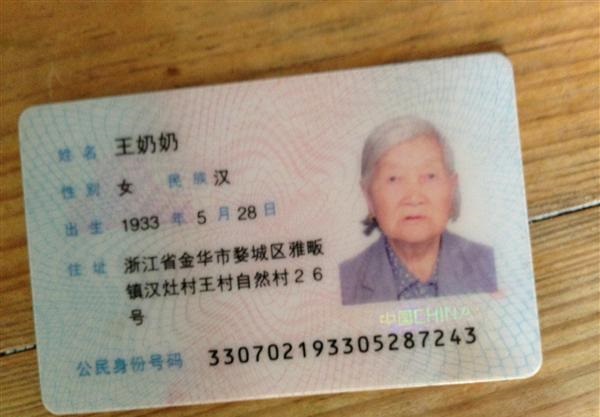 姓名 王奶奶
性别 女 民族 汉
出生 1933 年 5 月 28 日
住址 浙江省金华市婺城区雅畈
镇汉灶村王村自然村26
号
中国CHINA
公民身份号码 330702193305287243